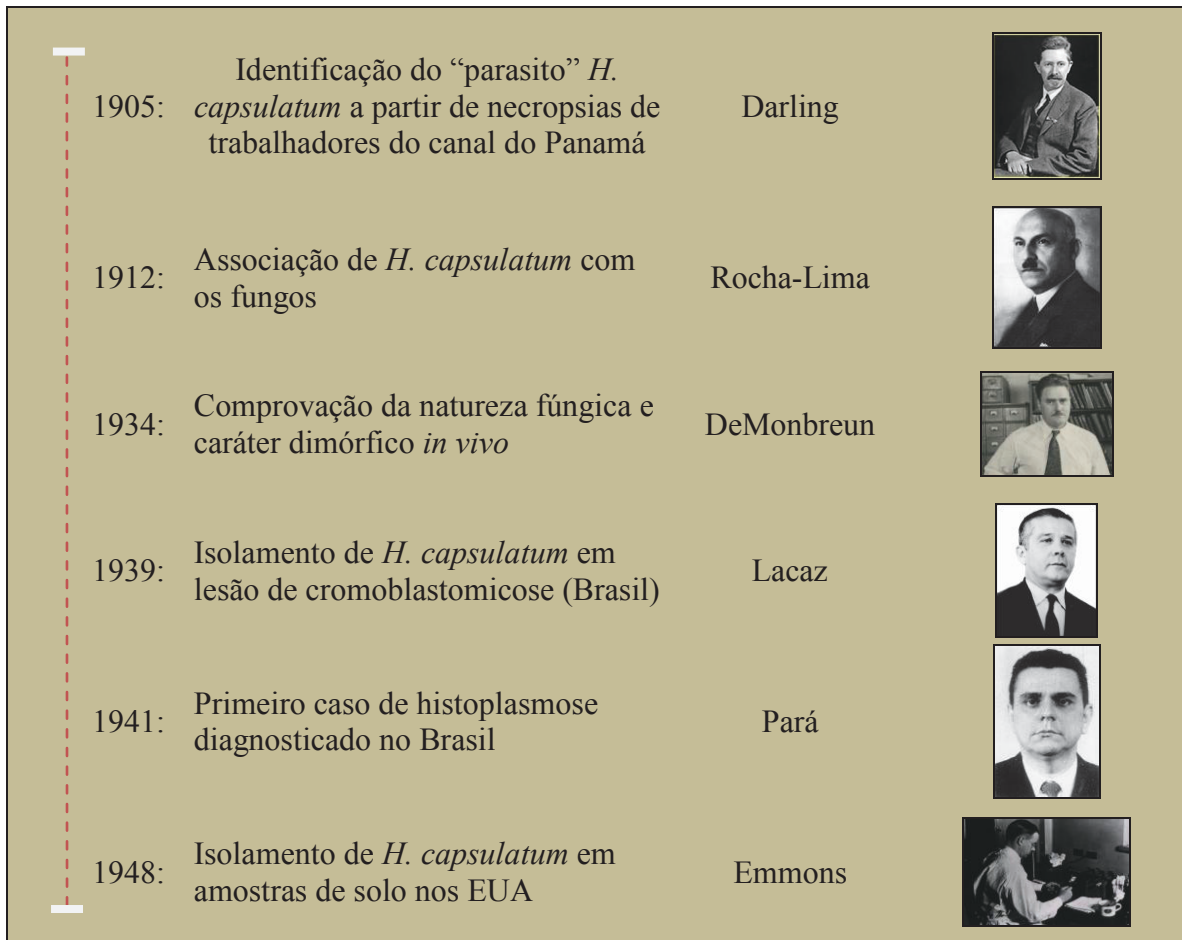 Identificação do “parasito” H.
1905: capsulatum a partir de necropsias de Darling
trabalhadores do canal do Panamá
Associação de H. capsulatum com
1912: os fungos Rocha-Lima
Comprovação da natureza fúngica e
1934: caráter dimórfico in vivo DeMonbreun
Isolamento de H. capsulatum em
1939: lesão de cromoblastomicose (Brasil) Lacaz
Primeiro caso de histoplasmose
1941: diagnosticado no Brasil Pará
Isolamento de H. capsulatum em
1948: amostras de solo nos EUA Emmons